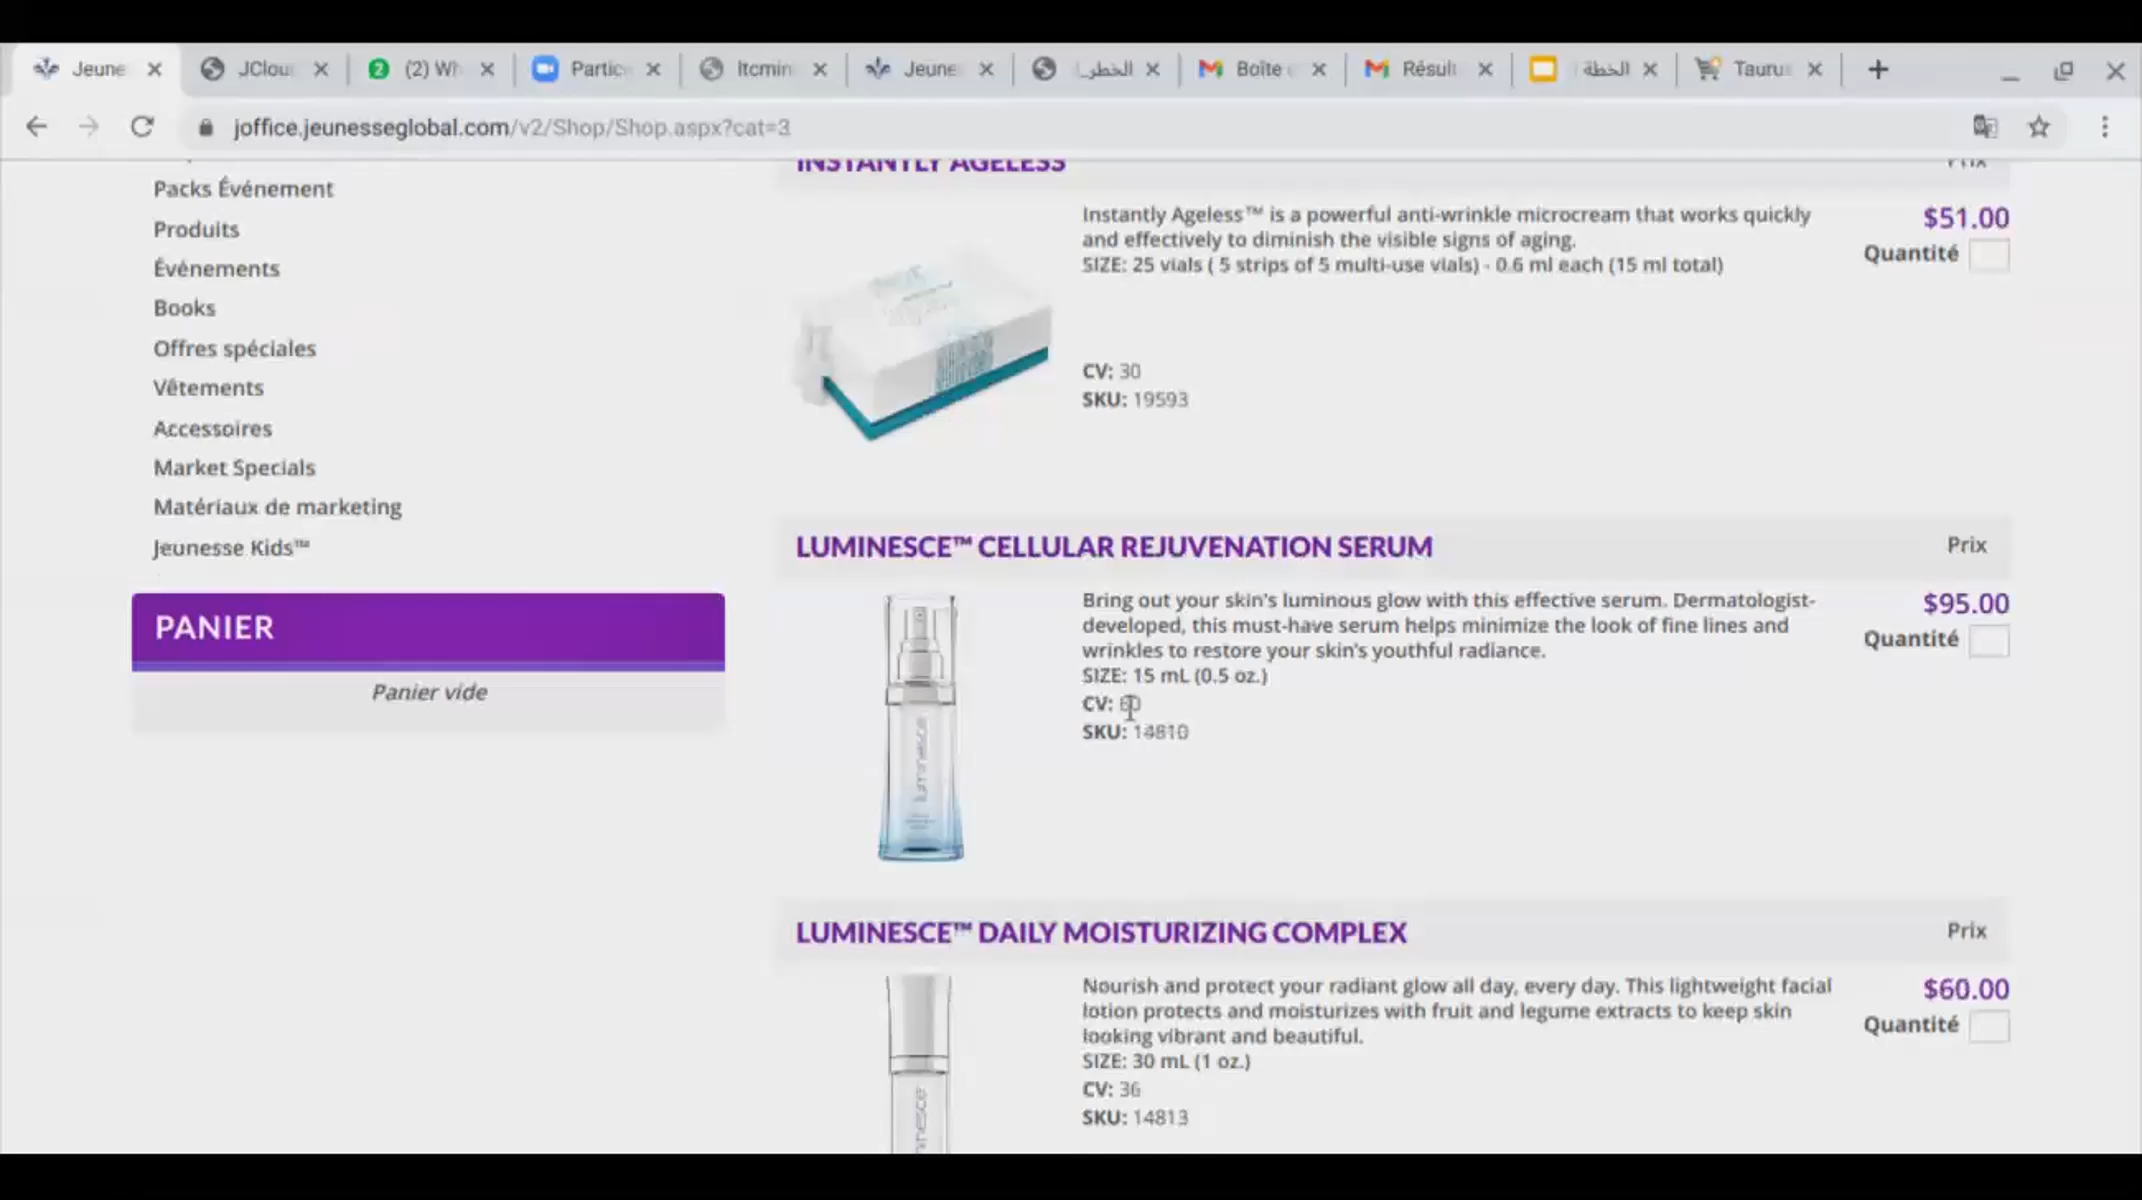 Jeune
JClou
(2) Wh
Partic
Itcmin
Jeune
الخطر
Boîte
Résul
الخطة
Tauru
joffice.jeunesseglobal.com/v2/Shop/Shop.aspx?cat=3
Packs Événement
Produits
Événements
Books
Offres spéciales
Vêtements
Accessoires
Market Specials
Matériaux de marketing
Jeunesse Kids™
PANIER
Panier vide
INSTANTLY AGELESS
Prix
Instantly Ageless™ is a powerful anti-wrinkle microcream that works quickly
and effectively to diminish the visible signs of aging.
SIZE: 25 vials ( 5 strips of 5 multi-use vials) - 0.6 ml each (15 ml total)
$51.00
Quantité
CV: 30
SKU: 19593
LUMINESCE™ CELLULAR REJUVENATION SERUM
Prix
Bring out your skin's luminous glow with this effective serum. Dermatologist-
developed, this must-have serum helps minimize the look of fine lines and
wrinkles to restore your skin's youthful radiance.
SIZE: 15 mL (0.5 oz.)
$95.00
Quantité
CV: 60
SKU: 14810
luminesce
LUMINESCE™ DAILY MOISTURIZING COMPLEX
Prix
Nourish and protect your radiant glow all day, every day. This lightweight facial
lotion protects and moisturizes with fruit and legume extracts to keep skin
looking vibrant and beautiful.
SIZE: 30 mL (1 oz.)
$60.00
Quantité
CV: 36
SKU: 14813